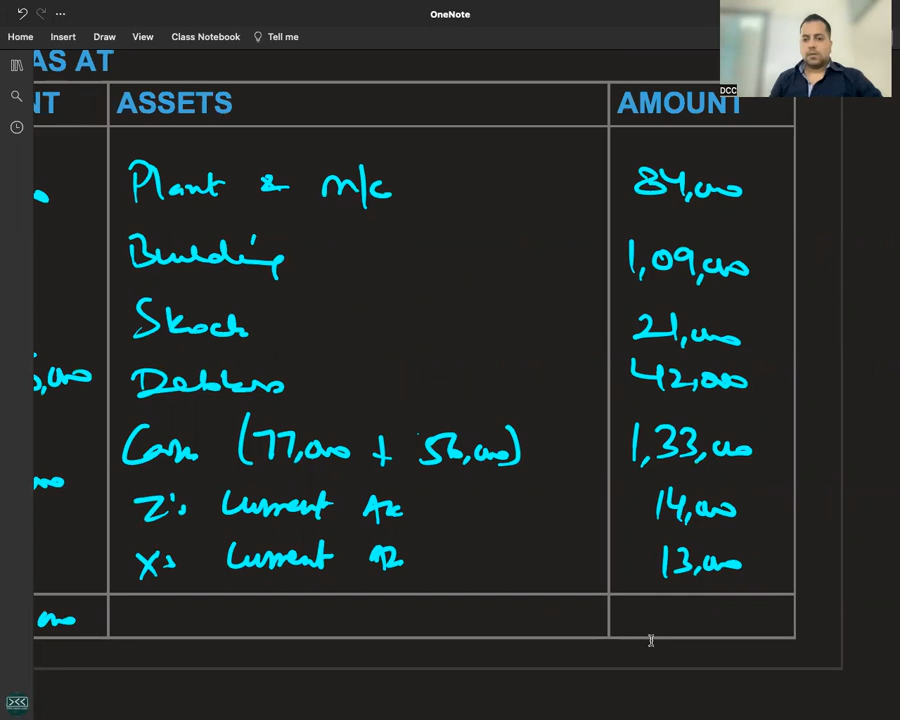 OneNote
Home Insert Draw View Class Notebook Tell me
DCC
AS AT
NT ASSETS AMOUNT
Plant & m/c 84,000
Building 1,09,000
Stock 21,000
,000 Debtors 42,000
Cash (77,000 + 56,000) 1,33,000
Z's Current A/c 14,000
X's Current A/c 13,000